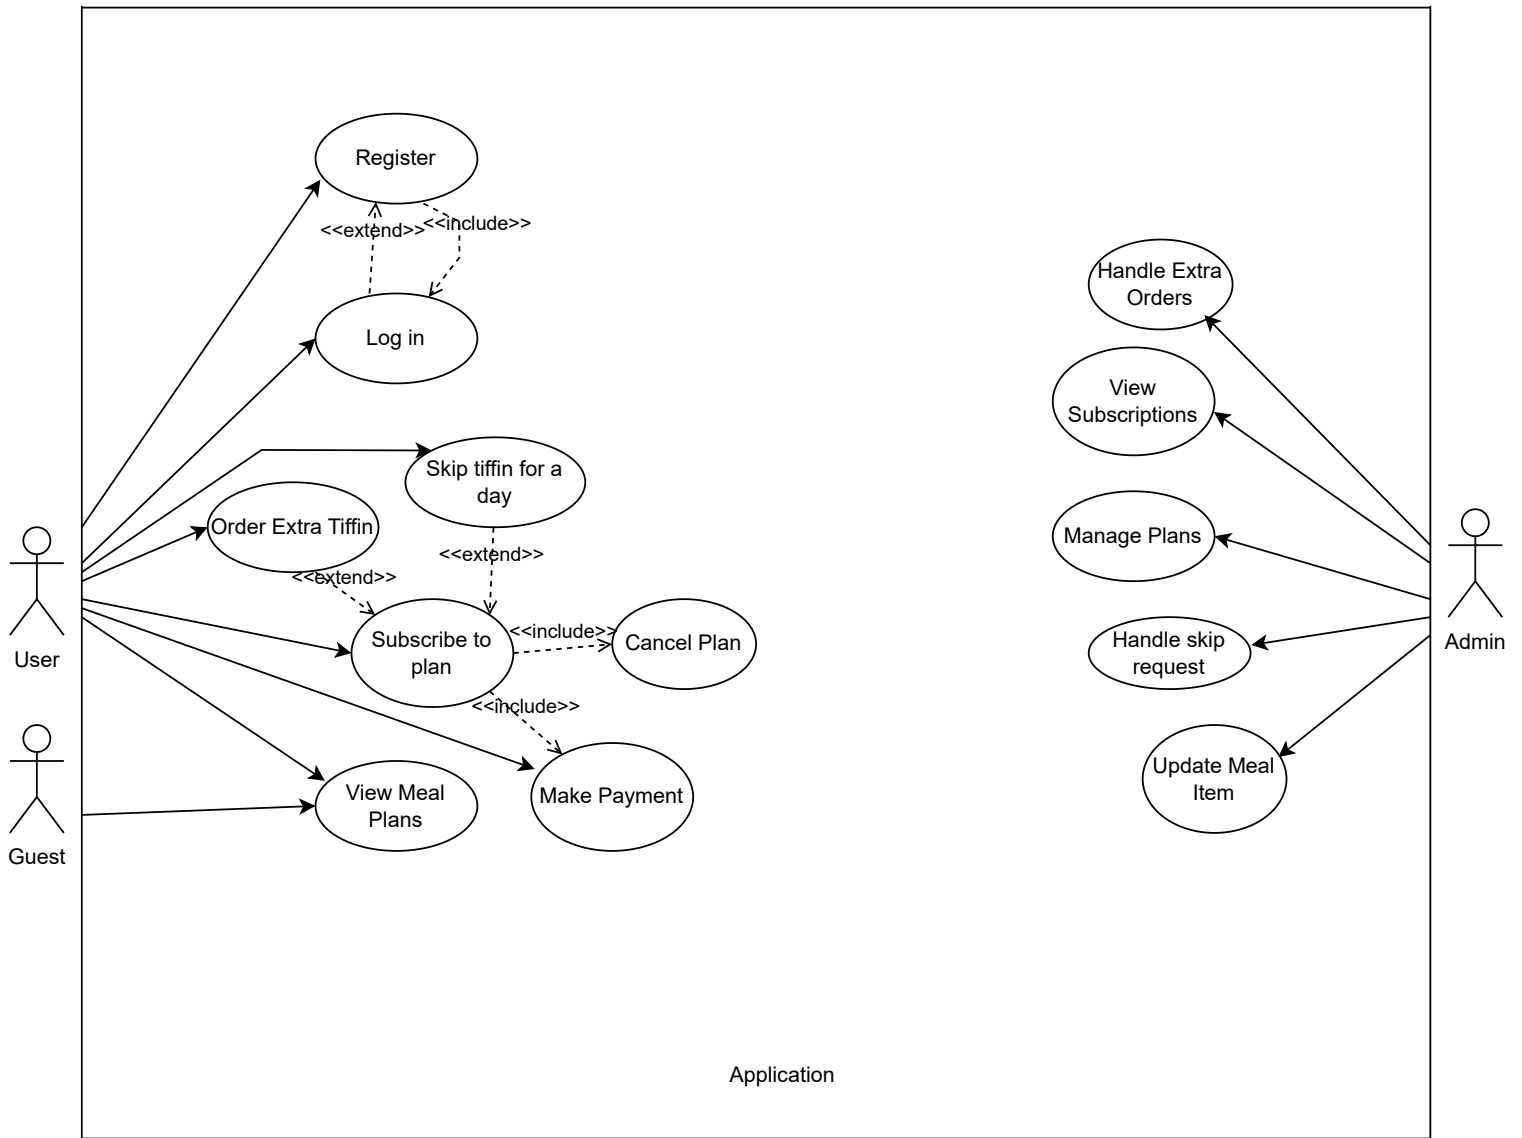 Register
<<extend>>
<<include>>
Log in
Skip tiffin for a
day
Order Extra Tiffin
<<extend>>
<<extend>>
Subscribe to
plan
<<include>>
Cancel Plan
<<include>>
View Meal
Plans
Make Payment
User
Guest
Handle Extra
Orders
View
Subscriptions
Manage Plans
Handle skip
request
Update Meal
Item
Admin
Application